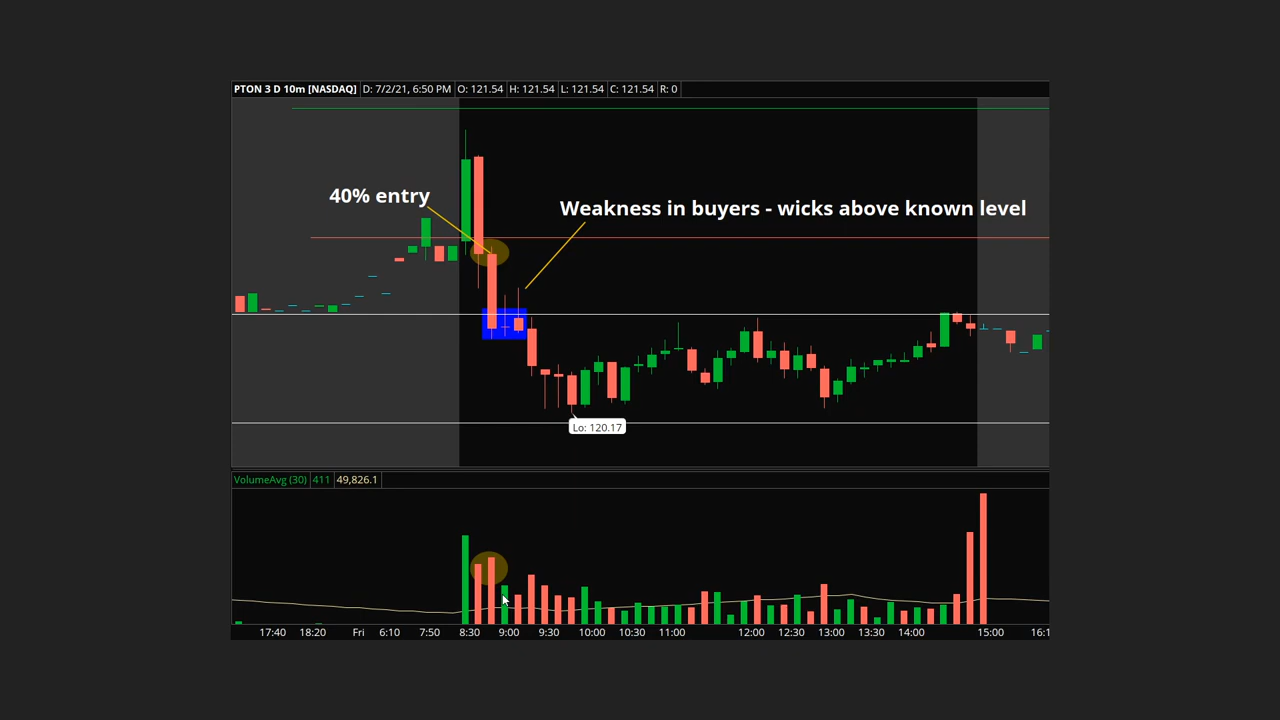 PTON 3 D 10m [NASDAQ] D: 7/2/21, 6:50 PM O: 121.54 H: 121.54 L: 121.54 C: 121.54 R: 0
40% entry
Weakness in buyers - wicks above known level
Lo: 120.17
VolumeAvg (30) 411 49,826.1
17:40 18:20 Fri 6:10 7:50 8:30 9:00 9:30 10:00 10:30 11:00 12:00 12:30 13:00 13:30 14:00 15:00 16:1